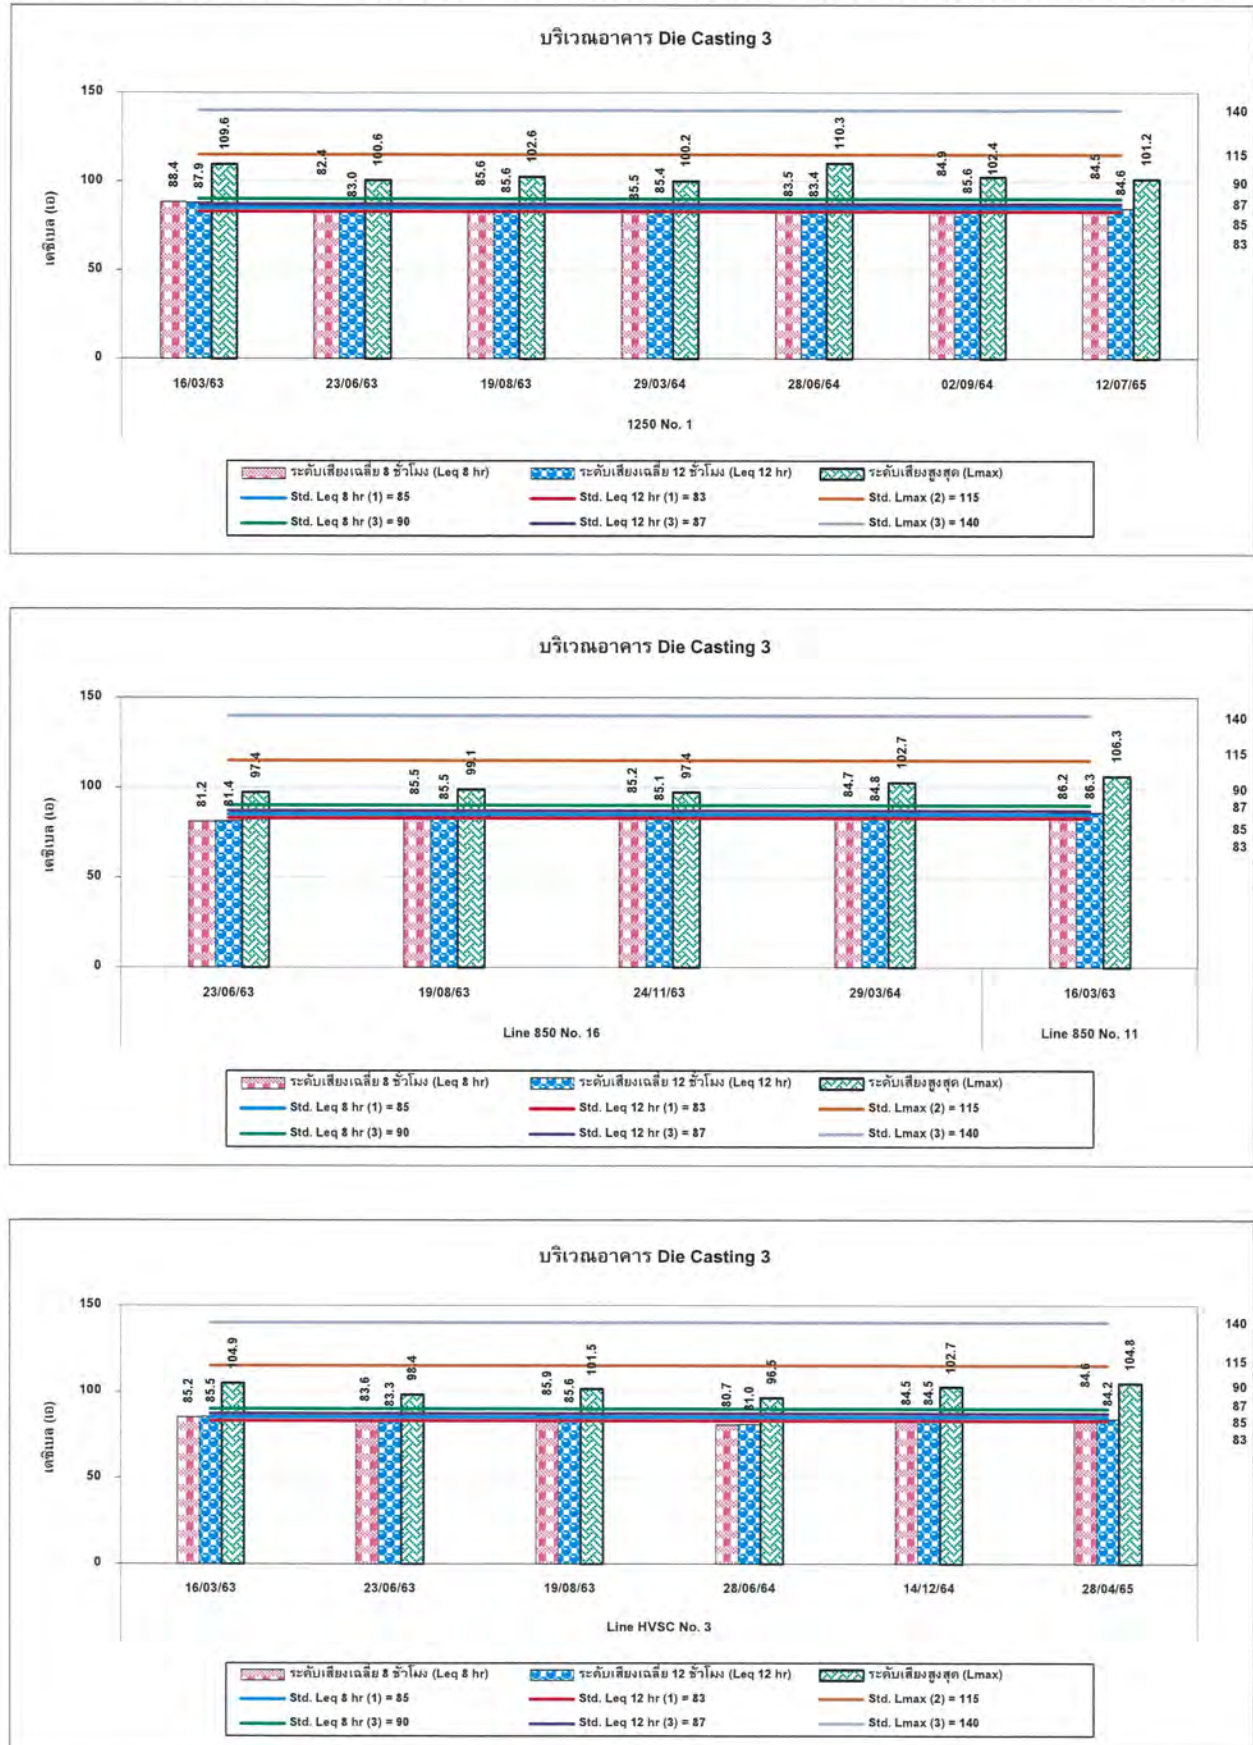 บริเวณอาคาร Die Casting 3
เดซิเบล (เอ)
150
100
50
0
140
115
90
87
85
83
88.4 87.9 109.6 82.4 83.0 100.6 85.6 85.6 102.6 85.5 85.4 100.2 83.5 83.4 110.3 84.9 85.6 102.4 84.5 84.6 101.2
16/03/63 23/06/63 19/08/63 29/03/64 28/06/64 02/09/64 12/07/65
1250 No. 1
ระดับเสียงเฉลี่ย 8 ชั่วโมง (Leq 8 hr) ระดับเสียงเฉลี่ย 12 ชั่วโมง (Leq 12 hr) ระดับเสียงสูงสุด (Lmax)
Std. Leq 8 hr (1) = 85 Std. Leq 12 hr (1) = 83 Std. Lmax (2) = 115
Std. Leq 8 hr (3) = 90 Std. Leq 12 hr (3) = 87 Std. Lmax (3) = 140
บริเวณอาคาร Die Casting 3
เดซิเบล (เอ)
150
100
50
0
140
115
90
87
85
83
81.2 81.4 97.4 85.5 85.5 99.1 85.2 85.1 97.4 84.7 84.8 102.7 86.2 86.3 106.3
23/06/63 19/08/63 24/11/63 29/03/64 16/03/63
Line 850 No. 16 Line 850 No. 11
ระดับเสียงเฉลี่ย 8 ชั่วโมง (Leq 8 hr) ระดับเสียงเฉลี่ย 12 ชั่วโมง (Leq 12 hr) ระดับเสียงสูงสุด (Lmax)
Std. Leq 8 hr (1) = 85 Std. Leq 12 hr (1) = 83 Std. Lmax (2) = 115
Std. Leq 8 hr (3) = 90 Std. Leq 12 hr (3) = 87 Std. Lmax (3) = 140
บริเวณอาคาร Die Casting 3
เดซิเบล (เอ)
150
100
50
0
140
115
90
87
85
83
85.2 85.5 104.9 83.6 83.3 98.4 85.9 85.6 101.5 80.7 81.0 96.5 84.5 84.5 102.7 84.6 84.2 104.8
16/03/63 23/06/63 19/08/63 28/06/64 14/12/64 28/04/65
Line HVSC No. 3
ระดับเสียงเฉลี่ย 8 ชั่วโมง (Leq 8 hr) ระดับเสียงเฉลี่ย 12 ชั่วโมง (Leq 12 hr) ระดับเสียงสูงสุด (Lmax)
Std. Leq 8 hr (1) = 85 Std. Leq 12 hr (1) = 83 Std. Lmax (2) = 115
Std. Leq 8 hr (3) = 90 Std. Leq 12 hr (3) = 87 Std. Lmax (3) = 140